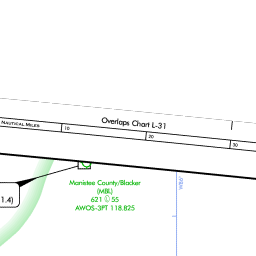 Overlaps Chart L-31
NAUTICAL MILES
10
20
30
Manistee County/Blacker
(MBL)
621 Ⓛ 55
AWOS-3PT 118.825
1.4)